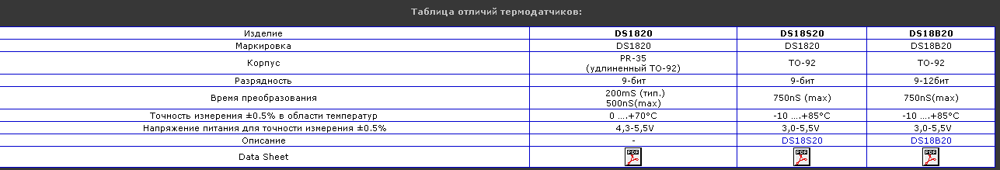 Таблица отличий термодатчиков:
Изделие DS1820 DS18S20 DS18B20
Маркировка DS1820 DS1820 DS18B20
Корпус PR-35 (удлиненный TO-92) TO-92 TO-92
Разрядность 9-бит 9-бит 9-12бит
Время преобразования 200mS (тип.) 500nS(max) 750nS (max) 750nS(max)
Точность измерения ±0.5% в области температур 0 ....+70°C -10 ....+85°C -10 ....+85°C
Напряжение питания для точности измерения ±0.5% 4,3-5,5V 3,0-5,5V 3,0-5,5V
Описание - DS18S20 DS18B20
Data Sheet PDF PDF PDF